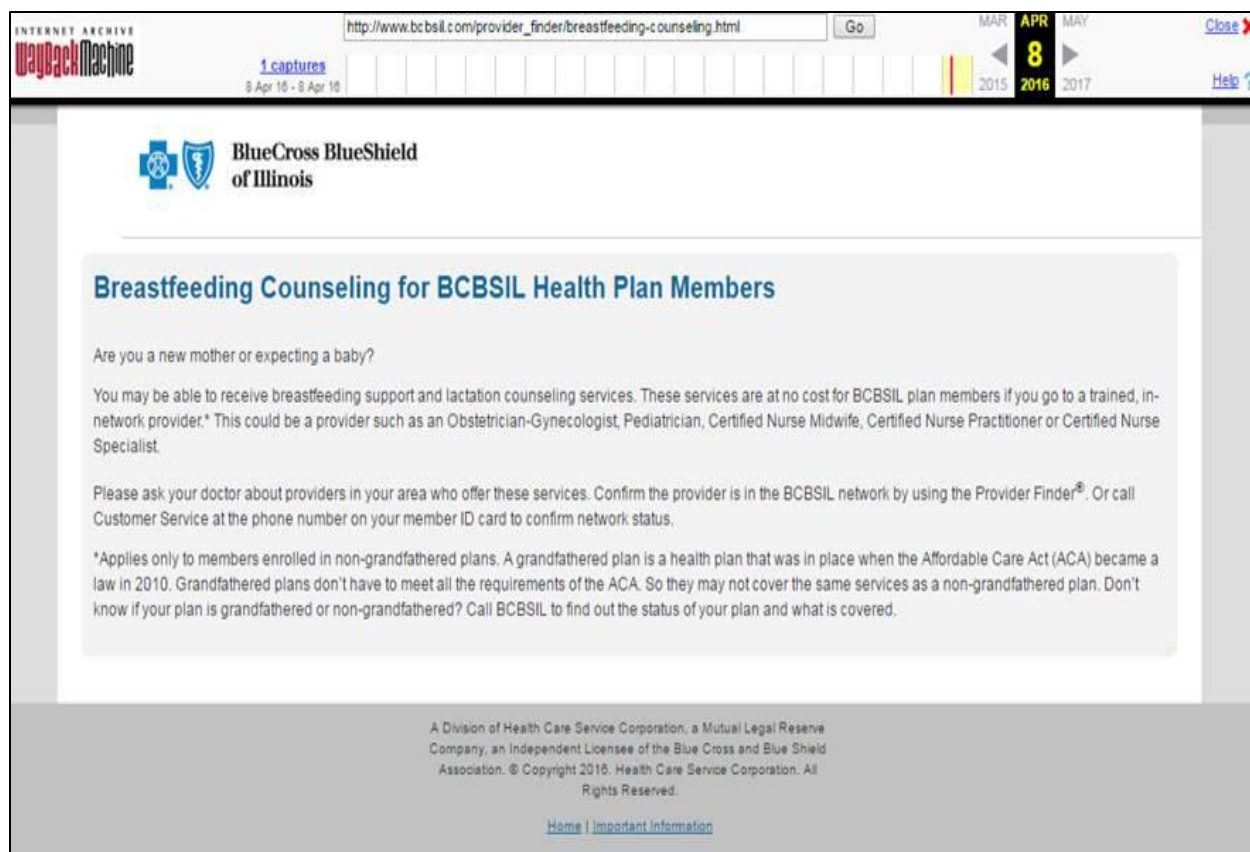 INTERNET ARCHIVE
WayBackMachine
http://www.bcbsil.com/provider_finder/breastfeeding-counseling.html
Go
MAR APR MAY
Close
1 captures
8
8 Apr 16 - 8 Apr 16
2015 2016 2017
Help ?
BlueCross BlueShield
of Illinois
Breastfeeding Counseling for BCBSIL Health Plan Members
Are you a new mother or expecting a baby?
You may be able to receive breastfeeding support and lactation counseling services. These services are at no cost for BCBSIL plan members if you go to a trained, in-
network provider.* This could be a provider such as an Obstetrician-Gynecologist, Pediatrician, Certified Nurse Midwife, Certified Nurse Practitioner or Certified Nurse
Specialist.
Please ask your doctor about providers in your area who offer these services. Confirm the provider is in the BCBSIL network by using the Provider Finder®. Or call
Customer Service at the phone number on your member ID card to confirm network status.
*Applies only to members enrolled in non-grandfathered plans. A grandfathered plan is a health plan that was in place when the Affordable Care Act (ACA) became a
law in 2010. Grandfathered plans don't have to meet all the requirements of the ACA. So they may not cover the same services as a non-grandfathered plan. Don't
know if your plan is grandfathered or non-grandfathered? Call BCBSIL to find out the status of your plan and what is covered.
A Division of Health Care Service Corporation, a Mutual Legal Reserve
Company, an Independent Licensee of the Blue Cross and Blue Shield
Association. © Copyright 2016. Health Care Service Corporation. All
Rights Reserved.
Home | Important Information